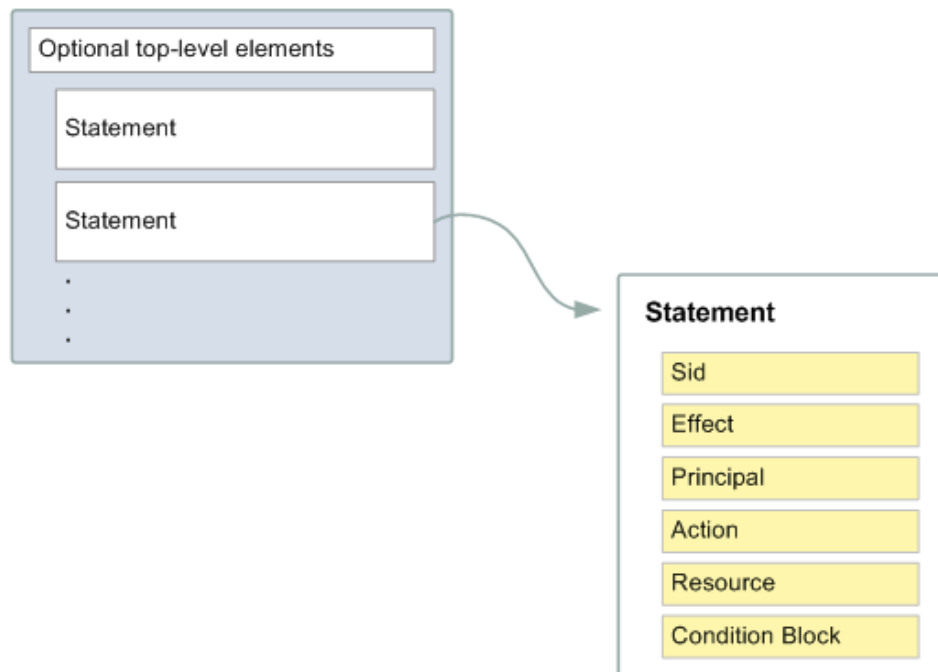 Optional top-level elements
Statement
Statement
.
.
.
Statement
Sid
Effect
Principal
Action
Resource
Condition Block